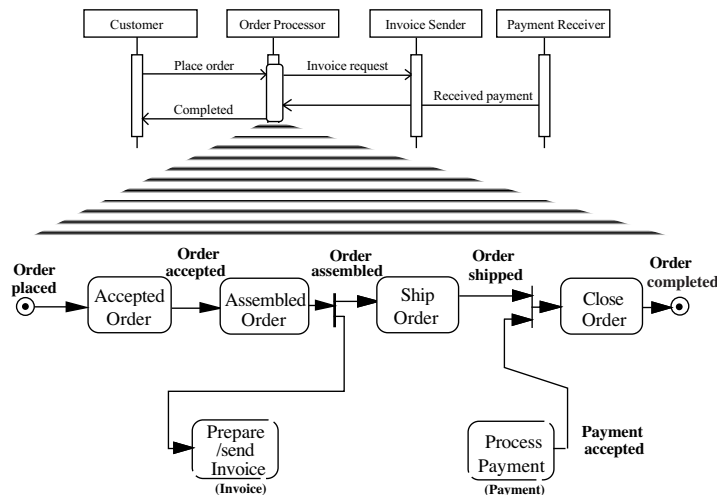 Customer
Order Processor
Invoice Sender
Payment Receiver
Place order
Invoice request
Received payment
Completed
Order
placed
Order
accepted
Order
assembled
Order
shipped
Order
completed
Accepted
Order
Assembled
Order
Ship
Order
Close
Order
Prepare
/send
Invoice
(Invoice)
Process
Payment
(Payment)
Payment
accepted